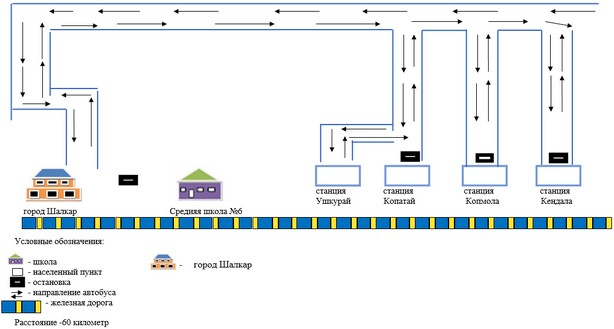 город Шалкар
Средняя школа №6
станция
Ушкурай
станция
Копатай
станция
Копмола
станция
Кендала
Условные обозначения:
- школа
- населенный пункт
- остановка
- направление автобуса
- железная дорога
- город Шалкар
Расстояние -60 километр